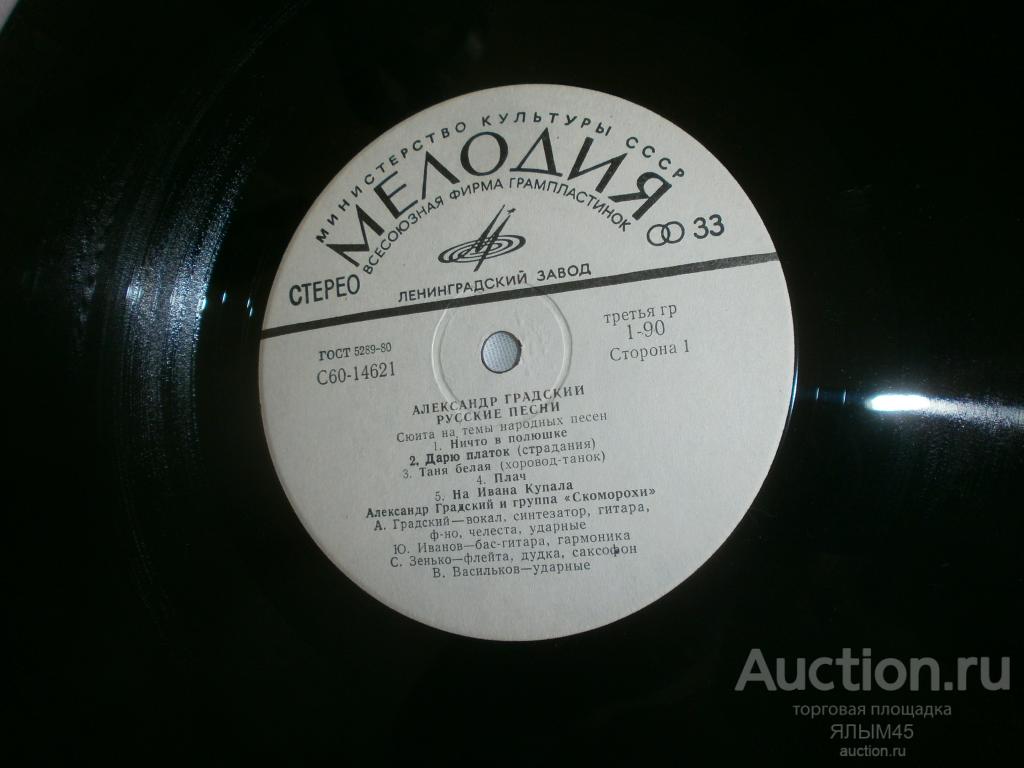 МИНИСТЕРСТВО КУЛЬТУРЫ СССР
МЕЛОДИЯ
ВСЕСОЮЗНАЯ ФИРМА ГРАМПЛАСТИНОК
СТЕРЕО
33
ЛЕНИНГРАДСКИЙ ЗАВОД
ГОСТ 5289-80
С60-14621
третья гр
1-90
Сторона 1
АЛЕКСАНДР ГРАДСКИЙ
РУССКИЕ ПЕСНИ
Сюита на темы народных песен
1. Ничто в полюшке
2. Дарю платок (страдания)
3. Таня белая (хоровод-танок)
4. Плач
5. На Ивана Купала
Александр Градский и группа «Скоморохи»
А. Градский—вокал, синтезатор, гитара,
ф-но, челеста, ударные
Ю. Иванов—бас-гитара, гармоника
С. Зенько—флейта, дудка, саксофон
В. Васильков—ударные
Auction.ru
торговая площадка
ЯЛЫМ45
auction.ru